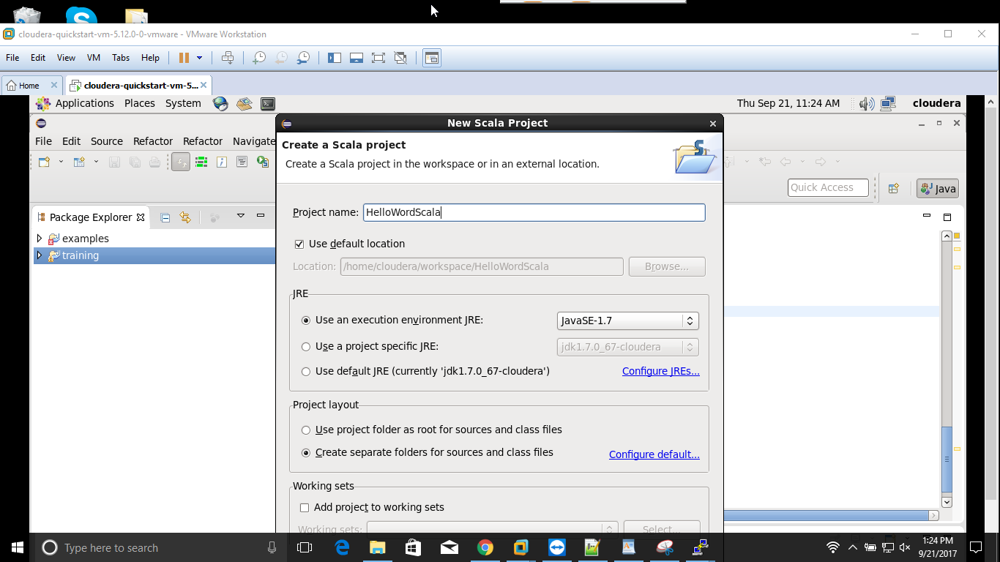 cloudera-quickstart-vm-5.12.0-0-vmware - VMware Workstation
File Edit View VM Tabs Help
Home cloudera-quickstart-vm-5...
Applications Places System Thu Sep 21, 11:24 AM cloudera
New Scala Project
File Edit Source Refactor Refactor Navigate
Create a Scala project
Create a Scala project in the workspace or in an external location.
Quick Access Java
Package Explorer
examples
training
Project name: HelloWordScala
Use default location
Location: /home/cloudera/workspace/HelloWordScala Browse...
JRE
Use an execution environment JRE: JavaSE-1.7
Use a project specific JRE: jdk1.7.0_67-cloudera
Use default JRE (currently 'jdk1.7.0_67-cloudera') Configure JREs...
Project layout
Use project folder as root for sources and class files
Create separate folders for sources and class files Configure default...
Working sets
Add project to working sets
Working sets: Select...
Type here to search
1:24 PM
9/21/2017